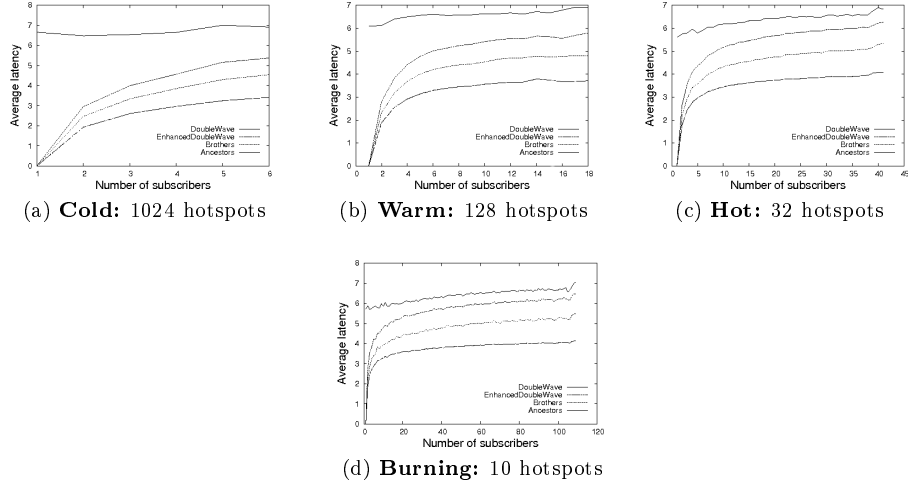 8
7
6
5
4
3
2
1
0
Average latency
DoubleWave
EnhancedDoubleWave
Brothers
Ancestors
1 2 3 4 5 6
Number of subscribers
(a) Cold: 1024 hotspots
8
7
6
5
4
3
2
1
0
Average latency
DoubleWave
EnhancedDoubleWave
Brothers
Ancestors
0 2 4 6 8 10 12 14 16 18
Number of subscribers
(b) Warm: 128 hotspots
8
7
6
5
4
3
2
1
0
Average latency
DoubleWave
EnhancedDoubleWave
Brothers
Ancestors
0 5 10 15 20 25 30 35 40 45
Number of subscribers
(c) Hot: 32 hotspots
8
7
6
5
4
3
2
1
0
Average latency
DoubleWave
EnhancedDoubleWave
Brothers
Ancestors
0 20 40 60 80 100 120
Number of subscribers
(d) Burning: 10 hotspots